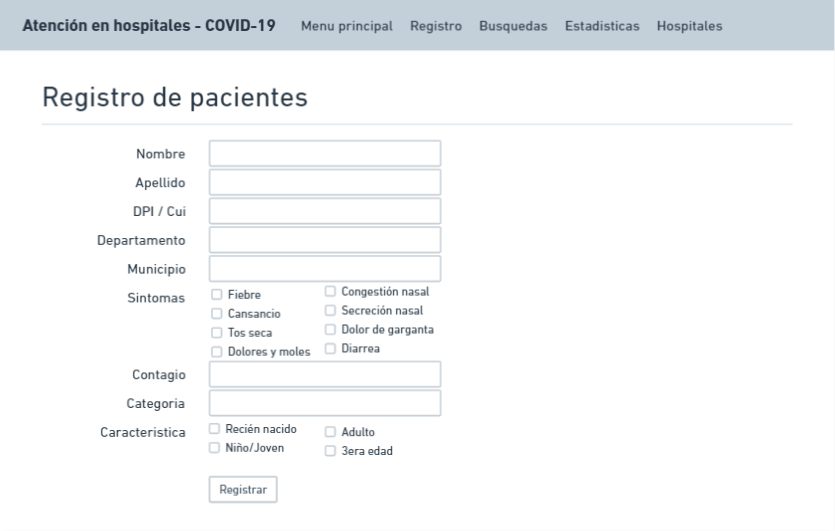 Atención en hospitales - COVID-19 Menu principal Registro Busquedas Estadisticas Hospitales
Registro de pacientes
Nombre
Apellido
DPI / Cui
Departamento
Municipio
Sintomas
Fiebre
Cansancio
Tos seca
Dolores y moles
Congestión nasal
Secreción nasal
Dolor de garganta
Diarrea
Contagio
Categoria
Caracteristica
Recién nacido
Niño/Joven
Adulto
3era edad
Registrar